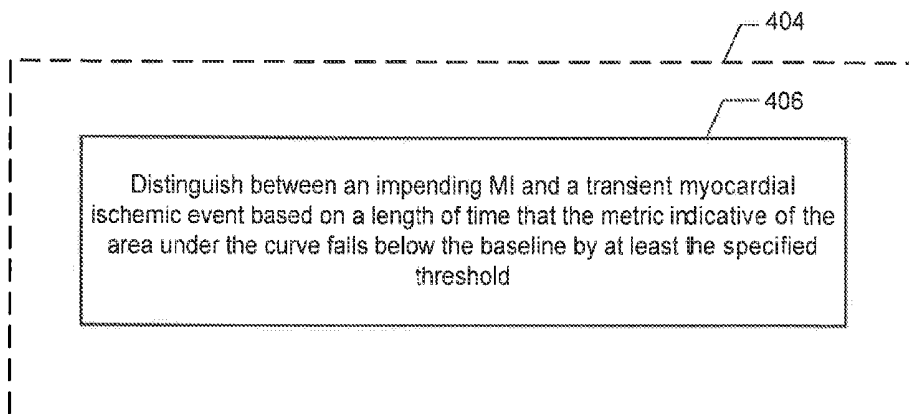 404
406
Distinguish between an impending MI and a transient myocardial
ischemic event based on a length of time that the metric indicative of the
area under the curve falls below the baseline by at least the specified
threshold